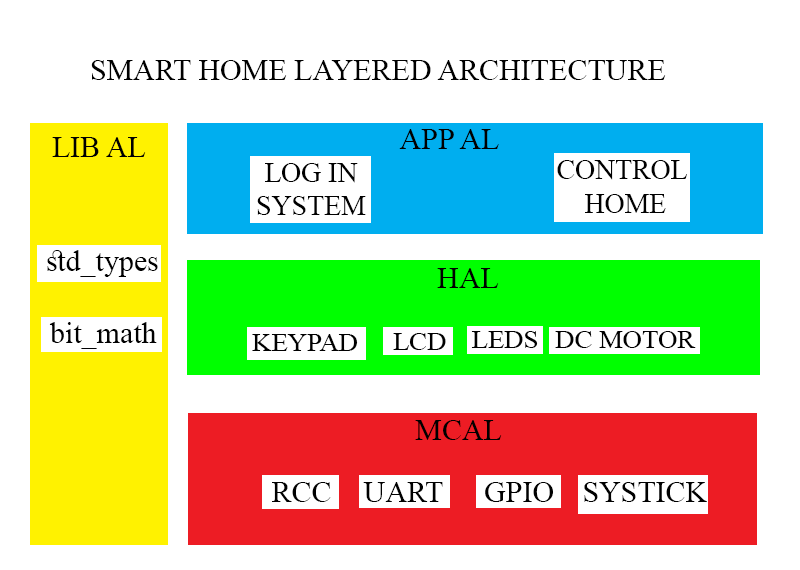 SMART HOME LAYERED ARCHITECTURE
LIB AL
std_types
bit_math
APP AL
LOG IN
SYSTEM
CONTROL
HOME
HAL
KEYPAD
LCD
LEDS
DC MOTOR
MCAL
RCC
UART
GPIO
SYSTICK